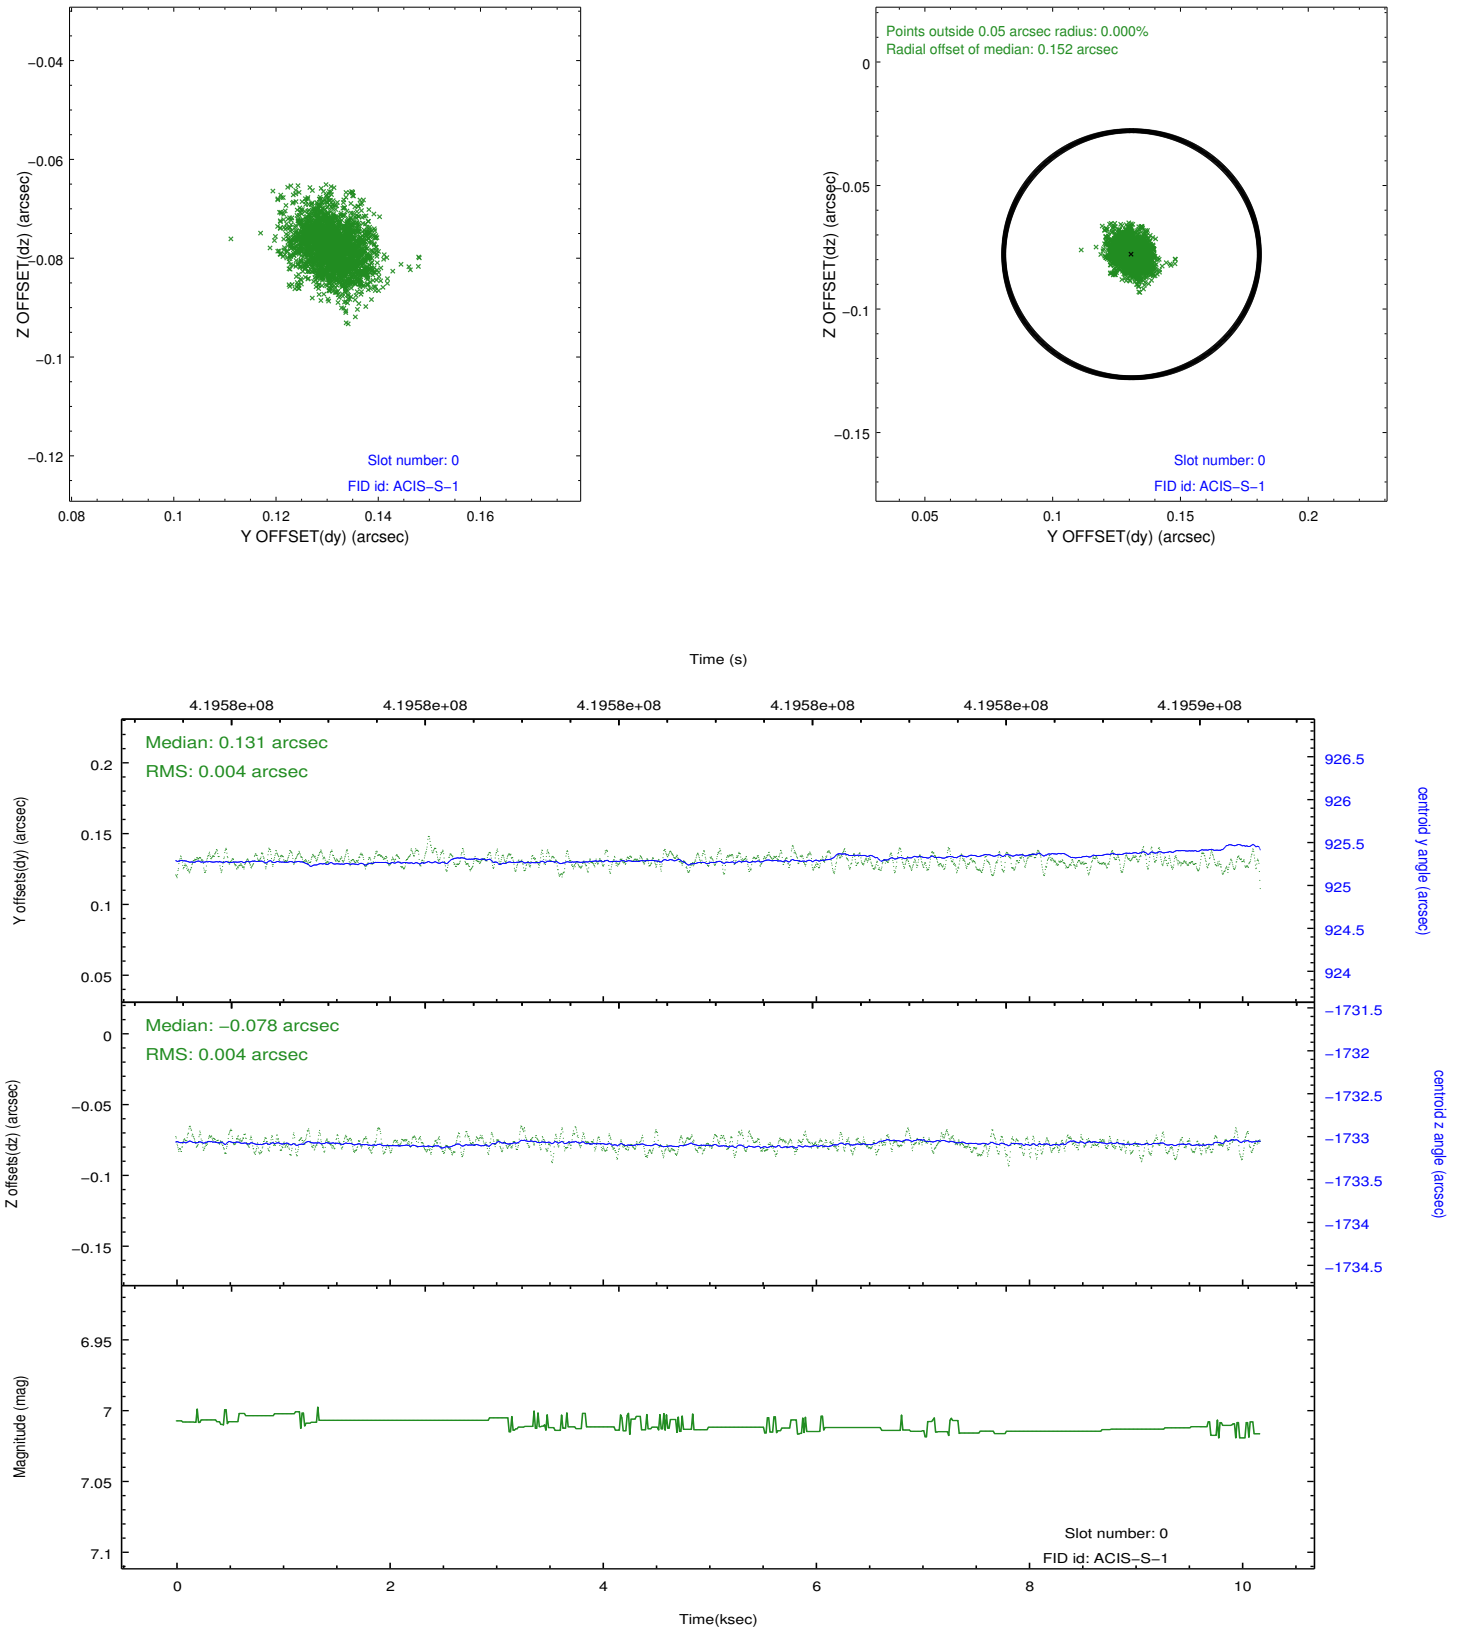 −0.04
−0.06
−0.08
−0.1
−0.12
Z OFFSET(dz) (arcsec)
Slot number: 0
FID id: ACIS−S−1
0.08 0.1 0.12 0.14 0.16
Y OFFSET(dy) (arcsec)
Points outside 0.05 arcsec radius: 0.000%
Radial offset of median: 0.152 arcsec
0
−0.05
−0.1
−0.15
Z OFFSET(dz) (arcsec)
Slot number: 0
FID id: ACIS−S−1
0.05 0.1 0.15 0.2
Y OFFSET(dy) (arcsec)
Time (s)
4.1958e+08 4.1958e+08 4.1958e+08 4.1958e+08 4.1958e+08 4.1959e+08
Median: 0.131 arcsec
RMS: 0.004 arcsec
0.2
0.15
0.1
0.05
Y offsets(dy) (arcsec)
926.5
926
925.5
925
924.5
924
centroid y angle (arcsec)
Median: −0.078 arcsec
RMS: 0.004 arcsec
0
−0.05
−0.1
−0.15
Z offsets(dz) (arcsec)
−1731.5
−1732
−1732.5
−1733
−1733.5
−1734
−1734.5
centroid z angle (arcsec)
6.95
7
7.05
7.1
Magnitude (mag)
Slot number: 0
FID id: ACIS−S−1
0 2 4 6 8 10
Time(ksec)